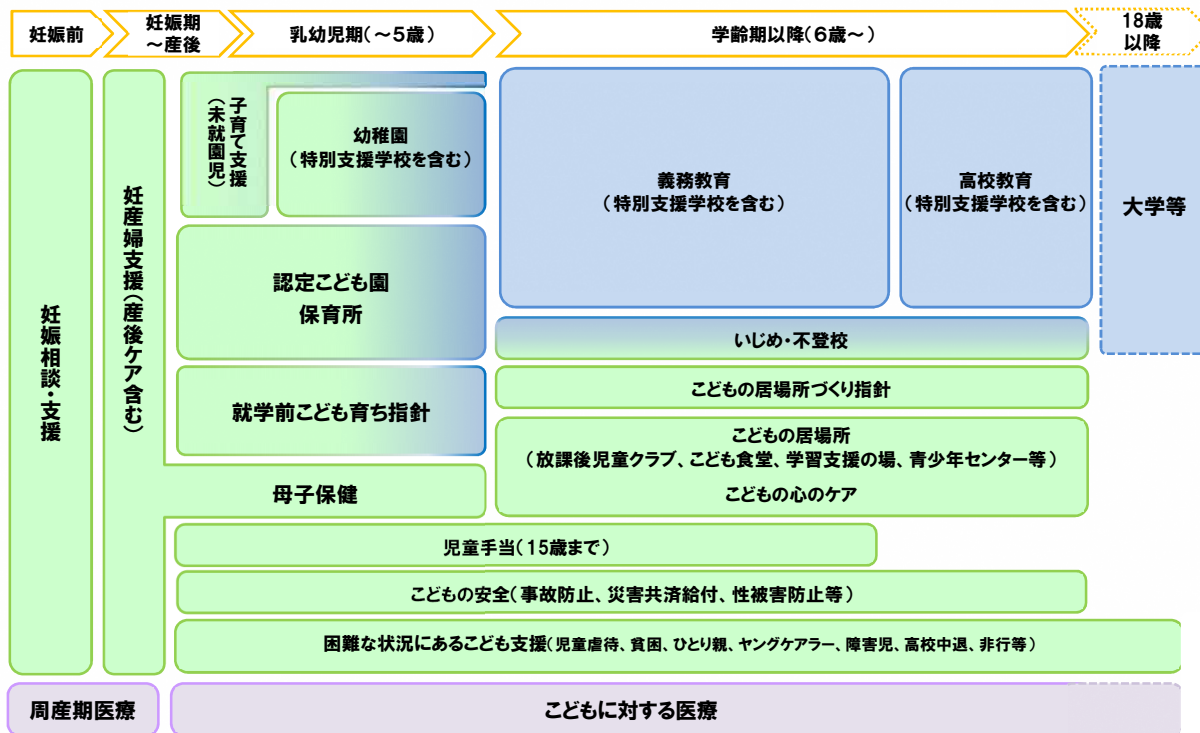 妊娠前
妊娠期
～産後
乳幼児期(～5歳)
学齢期以降(6歳～)
18歳
以降
妊娠相談・支援
妊産婦支援(産後ケア含む)
子育て支援
(未就園児)
幼稚園
(特別支援学校を含む)
認定こども園
保育所
就学前こども育ち指針
母子保健
義務教育
(特別支援学校を含む)
高校教育
(特別支援学校を含む)
大学等
いじめ・不登校
こどもの居場所づくり指針
こどもの居場所
(放課後児童クラブ、こども食堂、学習支援の場、青少年センター等)
こどもの心のケア
児童手当(15歳まで)
こどもの安全(事故防止、災害共済給付、性被害防止等)
困難な状況にあるこども支援(児童虐待、貧困、ひとり親、ヤングケアラー、障害児、高校中退、非行等)
周産期医療
こどもに対する医療